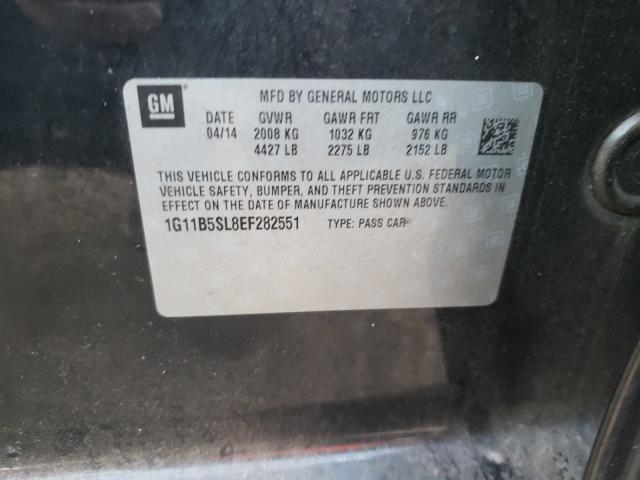 GM
MFD BY GENERAL MOTORS LLC
DATE GVWR GAWR FRT GAWR RR
04/14 2008 KG 1032 KG 976 KG
4427 LB 2275 LB 2152 LB
THIS VEHICLE CONFORMS TO ALL APPLICABLE U.S. FEDERAL MOTOR
VEHICLE SAFETY, BUMPER, AND THEFT PREVENTION STANDARDS IN
EFFECT ON THE DATE OF MANUFACTURE SHOWN ABOVE.
1G11B5SL8EF282551 TYPE: PASS CAR